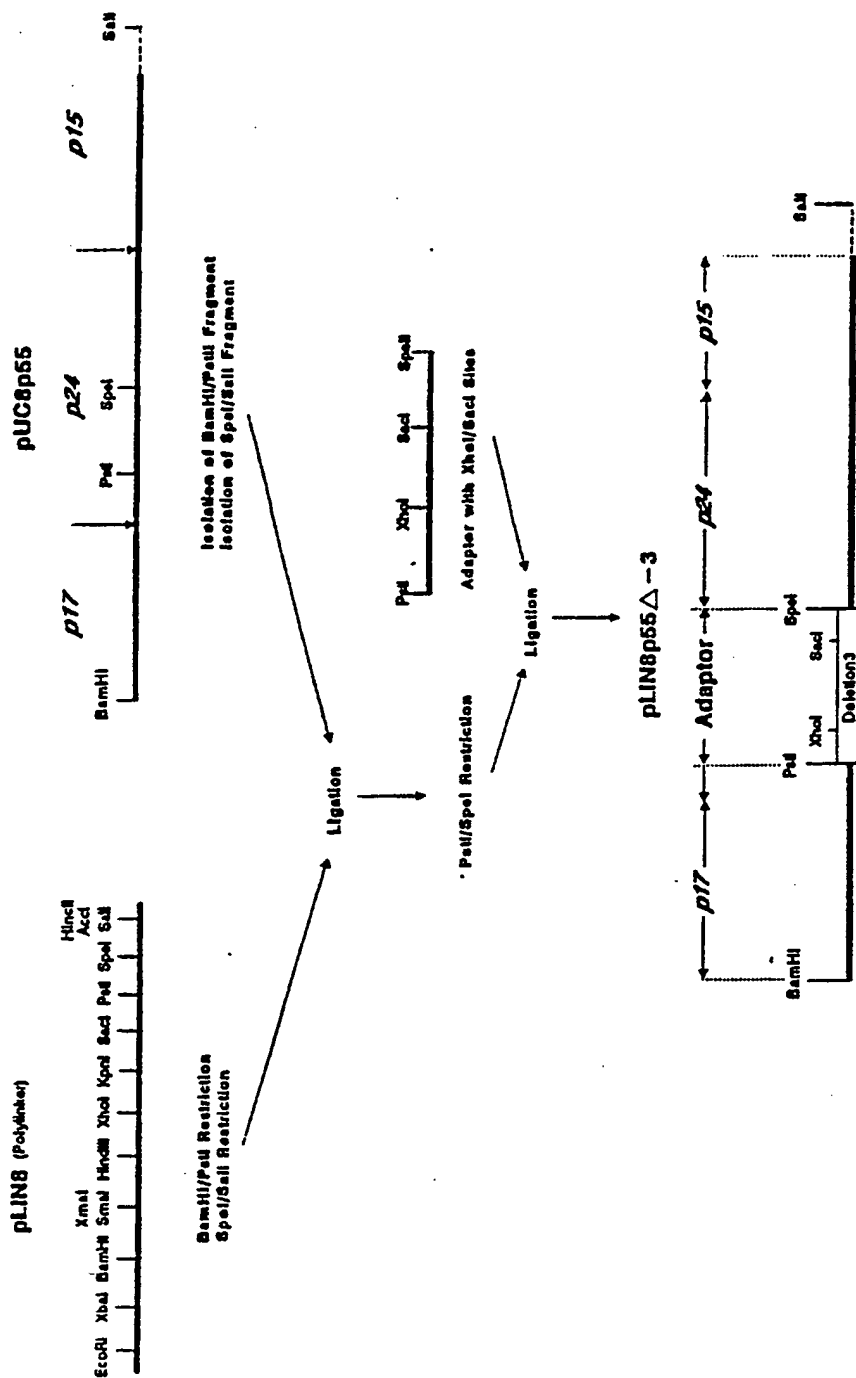 pLIN8 (Polylinker)
XmaI
HincII
AccI
EcoRI XbaI BamHI SmaI HindIII XhoI KpnI SacI PstI SpeI SalI
BamHI/PstI Restriction
SpeI/SalI Restriction
pUC8p55
p17
p24
p15
BamHI
PstI
SpeI
SalI
Isolation of BamHI/PstI Fragment
Isolation of SpeI/SalI Fragment
Ligation
PstI/SpeI Restriction
PstI XhoI SacI SpeI
Adapter with XhoI/SacI Sites
Ligation
pLIN8p55△-3
p17
Adaptor
p24
p15
BamHI
PstI
SpeI
SalI
XhoI
SacI
Deletion3